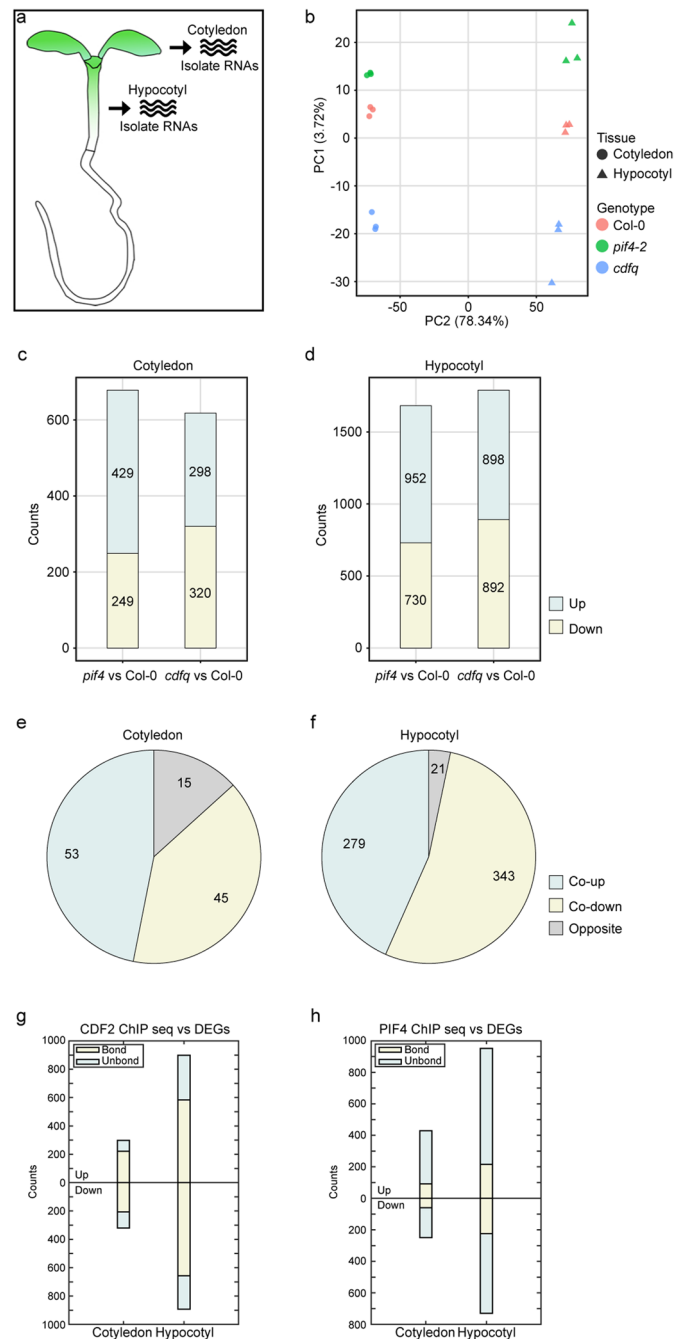 a
Cotyledon
Isolate RNAs
Hypocotyl
Isolate RNAs
b
PC1 (3.72%)
20
10
0
-10
-20
-30
-50
0
50
PC2 (78.34%)
Tissue
Cotyledon
Hypocotyl
Genotype
Col-0
pif4-2
cdfq
c
Cotyledon
Counts
600
400
200
0
429
298
249
320
pif4 vs Col-0
cdfq vs Col-0
d
Hypocotyl
Counts
1500
1000
500
0
952
898
730
892
pif4 vs Col-0
cdfq vs Col-0
Up
Down
e
Cotyledon
15
53
45
f
Hypocotyl
21
279
343
Co-up
Co-down
Opposite
g
CDF2 ChIP seq vs DEGs
Bond
Unbond
Counts
1000
900
800
700
600
500
400
300
200
100
0
200
400
600
800
1000
Up
Down
Cotyledon Hypocotyl
h
PIF4 ChIP seq vs DEGs
Bond
Unbond
Counts
1000
800
600
400
200
0
200
400
600
800
Up
Down
Cotyledon Hypocotyl